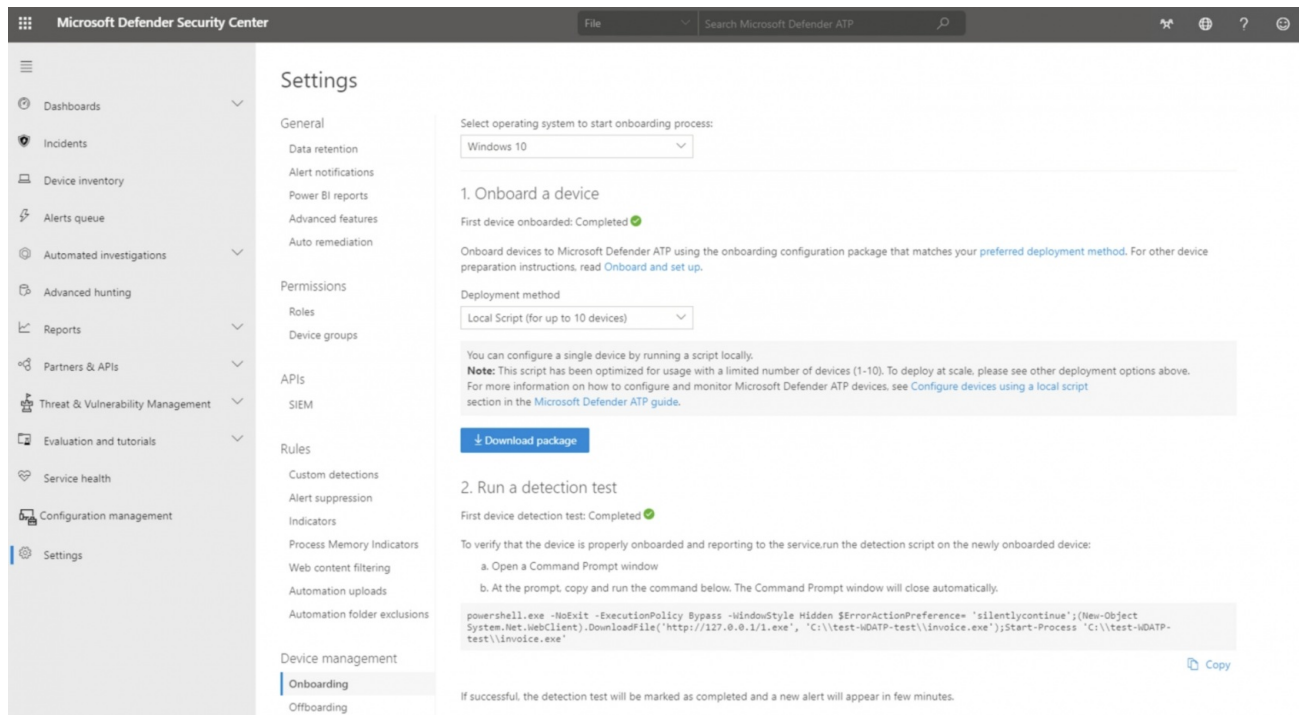 Microsoft Defender Security Center
File
Search Microsoft Defender ATP
?
Dashboards
Incidents
Device inventory
Alerts queue
Automated investigations
Advanced hunting
Reports
Partners & APIs
Threat & Vulnerability Management
Evaluation and tutorials
Service health
Configuration management
Settings
Settings
General
Data retention
Alert notifications
Power BI reports
Advanced features
Auto remediation
Permissions
Roles
Device groups
APIs
SIEM
Rules
Custom detections
Alert suppression
Indicators
Process Memory Indicators
Web content filtering
Automation uploads
Automation folder exclusions
Device management
Onboarding
Offboarding
Select operating system to start onboarding process:
Windows 10
1. Onboard a device
First device onboarded: Completed
Onboard devices to Microsoft Defender ATP using the onboarding configuration package that matches your preferred deployment method. For other device
preparation instructions, read Onboard and set up.
Deployment method
Local Script (for up to 10 devices)
You can configure a single device by running a script locally.
Note: This script has been optimized for usage with a limited number of devices (1-10). To deploy at scale, please see other deployment options above.
For more information on how to configure and monitor Microsoft Defender ATP devices, see Configure devices using a local script
section in the Microsoft Defender ATP guide.
Download package
2. Run a detection test
First device detection test: Completed
To verify that the device is properly onboarded and reporting to the service,run the detection script on the newly onboarded device:
a. Open a Command Prompt window
b. At the prompt, copy and run the command below. The Command Prompt window will close automatically.
powershell.exe -NoExit -ExecutionPolicy Bypass -WindowStyle Hidden $ErrorActionPreference= 'silentlycontinue';(New-Object
System.Net.WebClient).DownloadFile('http://127.0.0.1/1.exe', 'C:\\test-WDATP-test\\invoice.exe');Start-Process 'C:\\test-WDATP-
test\\invoice.exe'
Copy
If successful, the detection test will be marked as completed and a new alert will appear in few minutes.